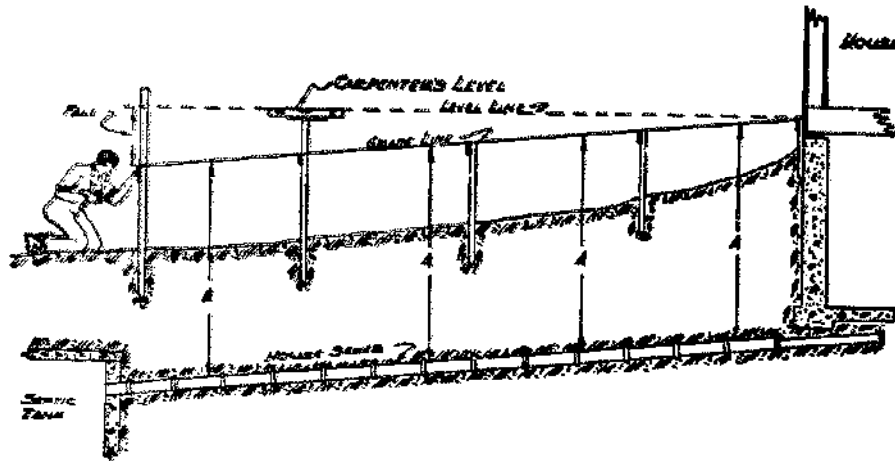 HOUSE
CARPENTER'S LEVEL
FALL
LEVEL LINE
GRADE LINE
A
A
A
A
HOUSE SEWER
SEPTIC
TANK